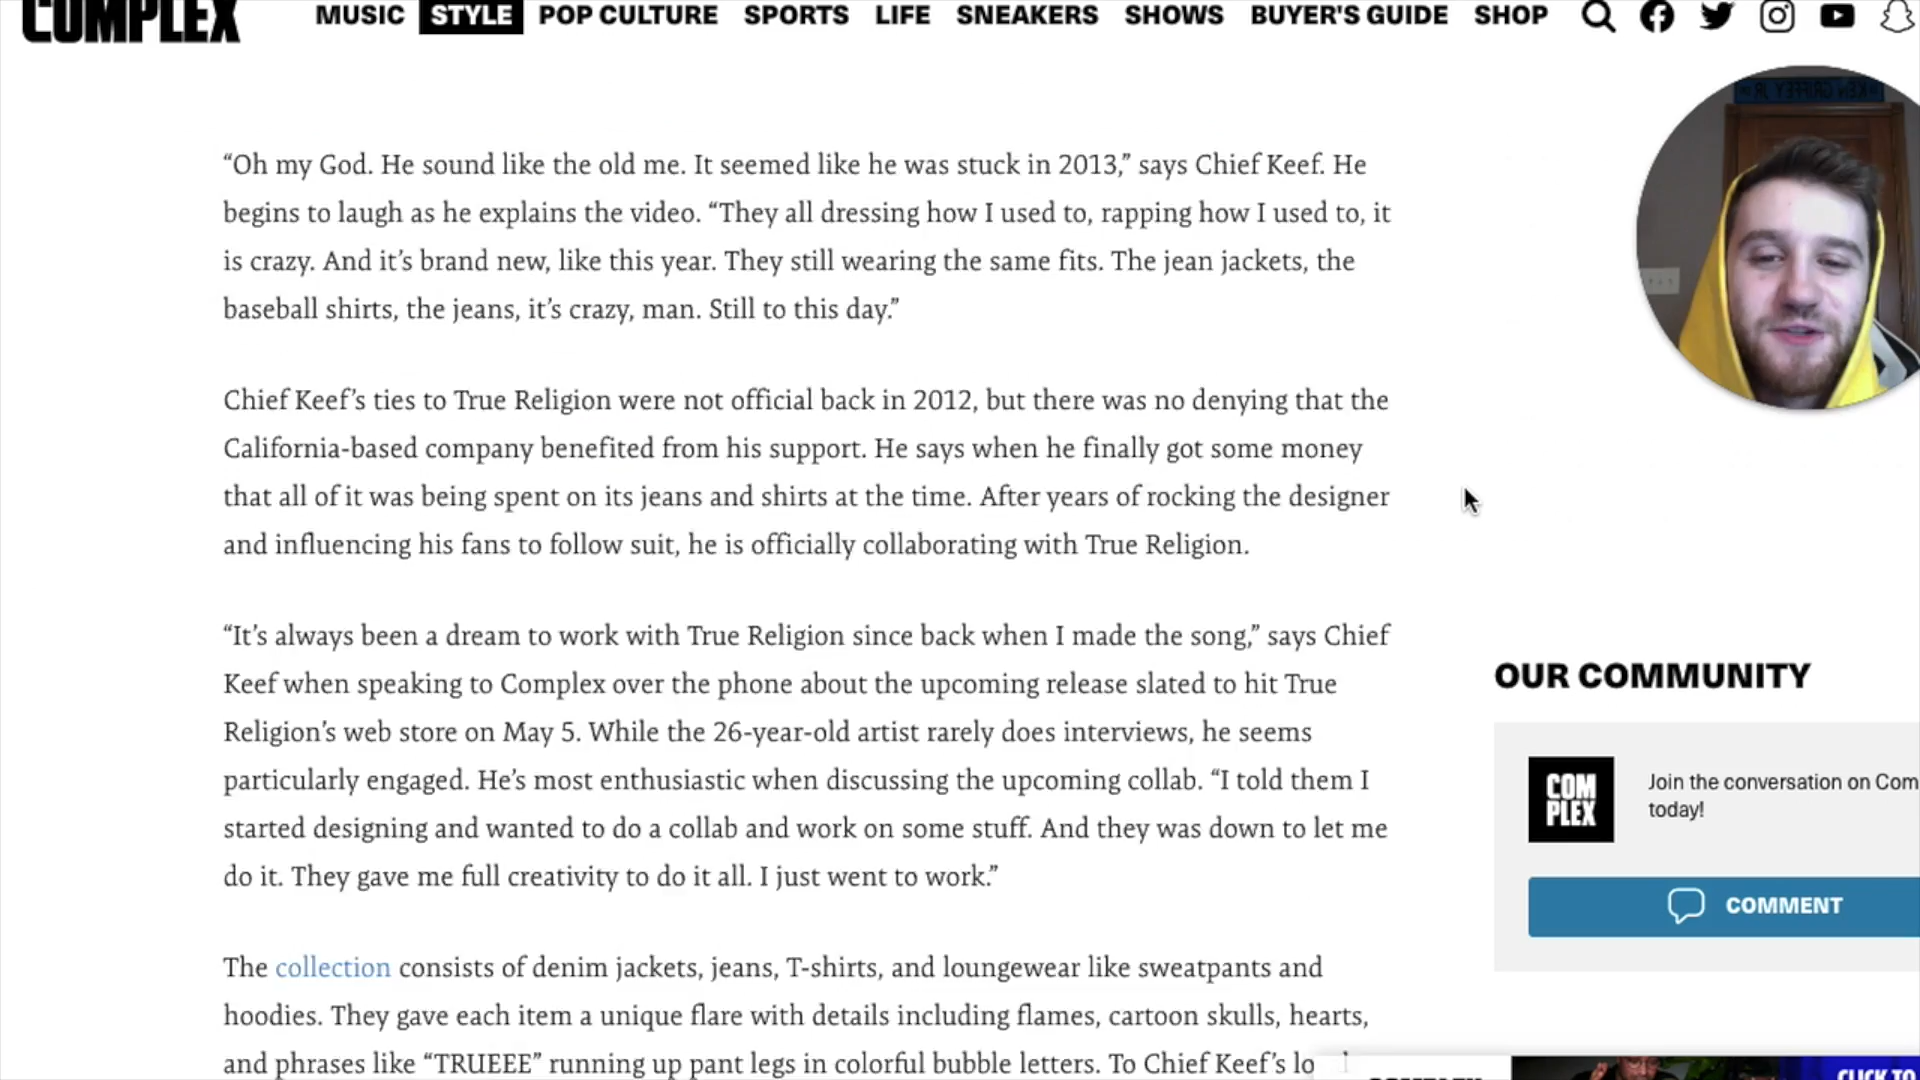 COMPLEX
MUSIC STYLE POP CULTURE SPORTS LIFE SNEAKERS SHOWS BUYER'S GUIDE SHOP
“Oh my God. He sound like the old me. It seemed like he was stuck in 2013,” says Chief Keef. He
begins to laugh as he explains the video. “They all dressing how I used to, rapping how I used to, it
is crazy. And it’s brand new, like this year. They still wearing the same fits. The jean jackets, the
baseball shirts, the jeans, it’s crazy, man. Still to this day.”
Chief Keef’s ties to True Religion were not official back in 2012, but there was no denying that the
California-based company benefited from his support. He says when he finally got some money
that all of it was being spent on its jeans and shirts at the time. After years of rocking the designer
and influencing his fans to follow suit, he is officially collaborating with True Religion.
“It’s always been a dream to work with True Religion since back when I made the song,” says Chief
Keef when speaking to Complex over the phone about the upcoming release slated to hit True
Religion’s web store on May 5. While the 26-year-old artist rarely does interviews, he seems
particularly engaged. He’s most enthusiastic when discussing the upcoming collab. “I told them I
started designing and wanted to do a collab and work on some stuff. And they was down to let me
do it. They gave me full creativity to do it all. I just went to work.”
The collection consists of denim jackets, jeans, T-shirts, and loungewear like sweatpants and
hoodies. They gave each item a unique flare with details including flames, cartoon skulls, hearts,
and phrases like “TRUEEE” running up pant legs in colorful bubble letters. To Chief Keef’s
KEN GRIFFEY JR
OUR COMMUNITY
COM
PLEX
Join the conversation on Com
today!
COMMENT
CLICK TO